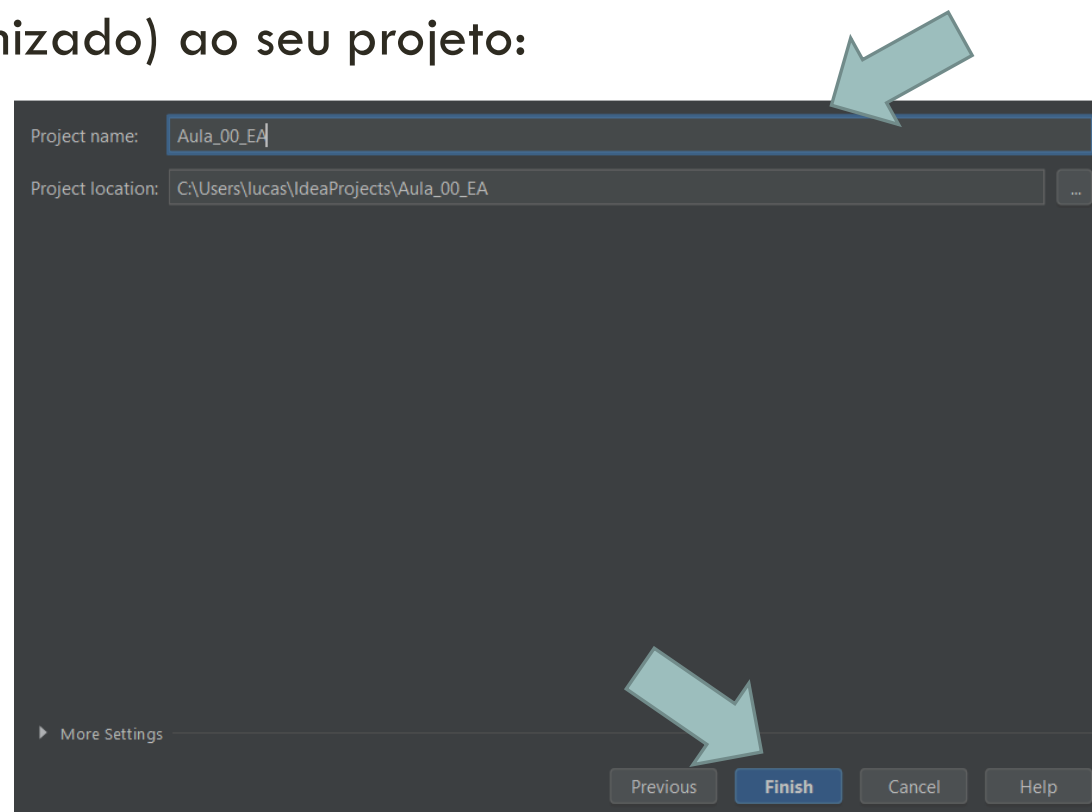 nizado) ao seu projeto:
Project name: Aula_00_EA
Project location: C:\Users\lucas\IdeaProjects\Aula_00_EA ...
More Settings
Previous Finish Cancel Help